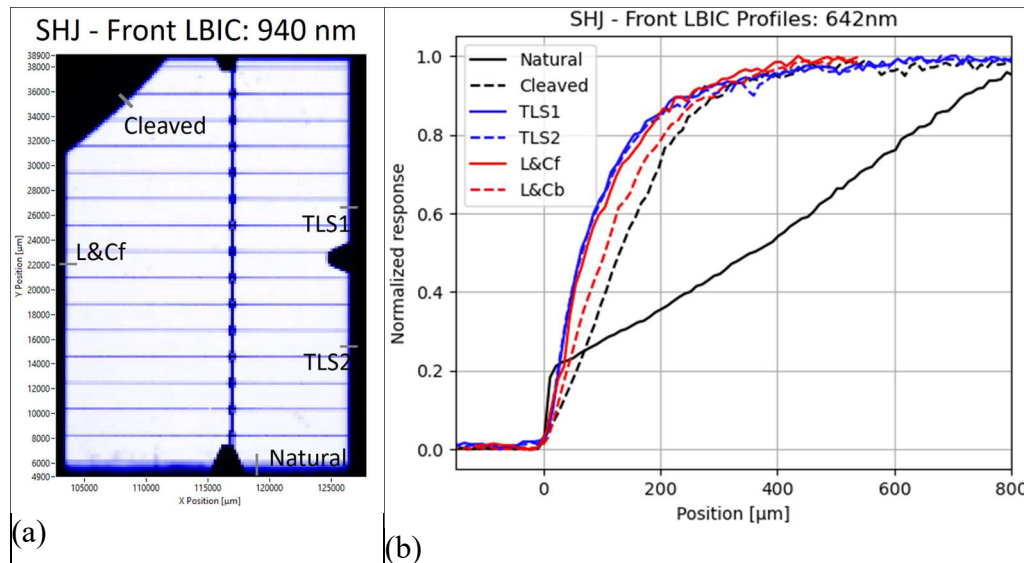 SHJ - Front LBIC: 940 nm
38900
38000
36000
34000
32000
30000
28000
26000
24000
22000
20000
18000
16000
14000
12000
10000
8000
6000
4900
Y Position [µm]
Cleaved
TLS1
L&Cf
TLS2
Natural
105000 110000 115000 120000 125000
X Position [µm]
(a)
SHJ - Front LBIC Profiles: 642nm
1.0
0.8
0.6
0.4
0.2
0.0
Normalized response
Natural
Cleaved
TLS1
TLS2
L&Cf
L&Cb
0 200 400 600 800
Position [µm]
(b)